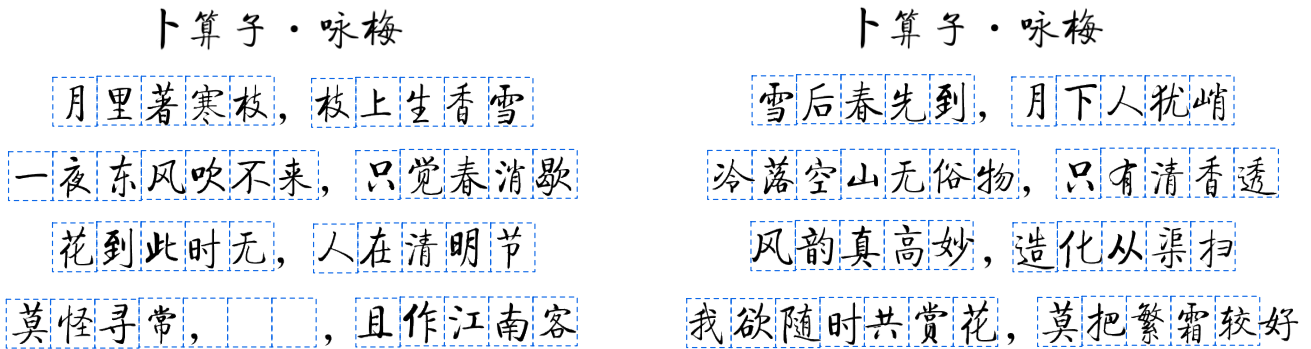 卜算子·咏梅
月里著寒枝，枝上生香雪
一夜东风吹不来，只觉春消歇
花到此时无，人在清明节
莫怪寻常，，且作江南客
卜算子·咏梅
雪后春先到，月下人犹峭
冷落空山无俗物，只有清香透
风韵真高妙，造化从渠扫
我欲随时共赏花，莫把繁霜较好